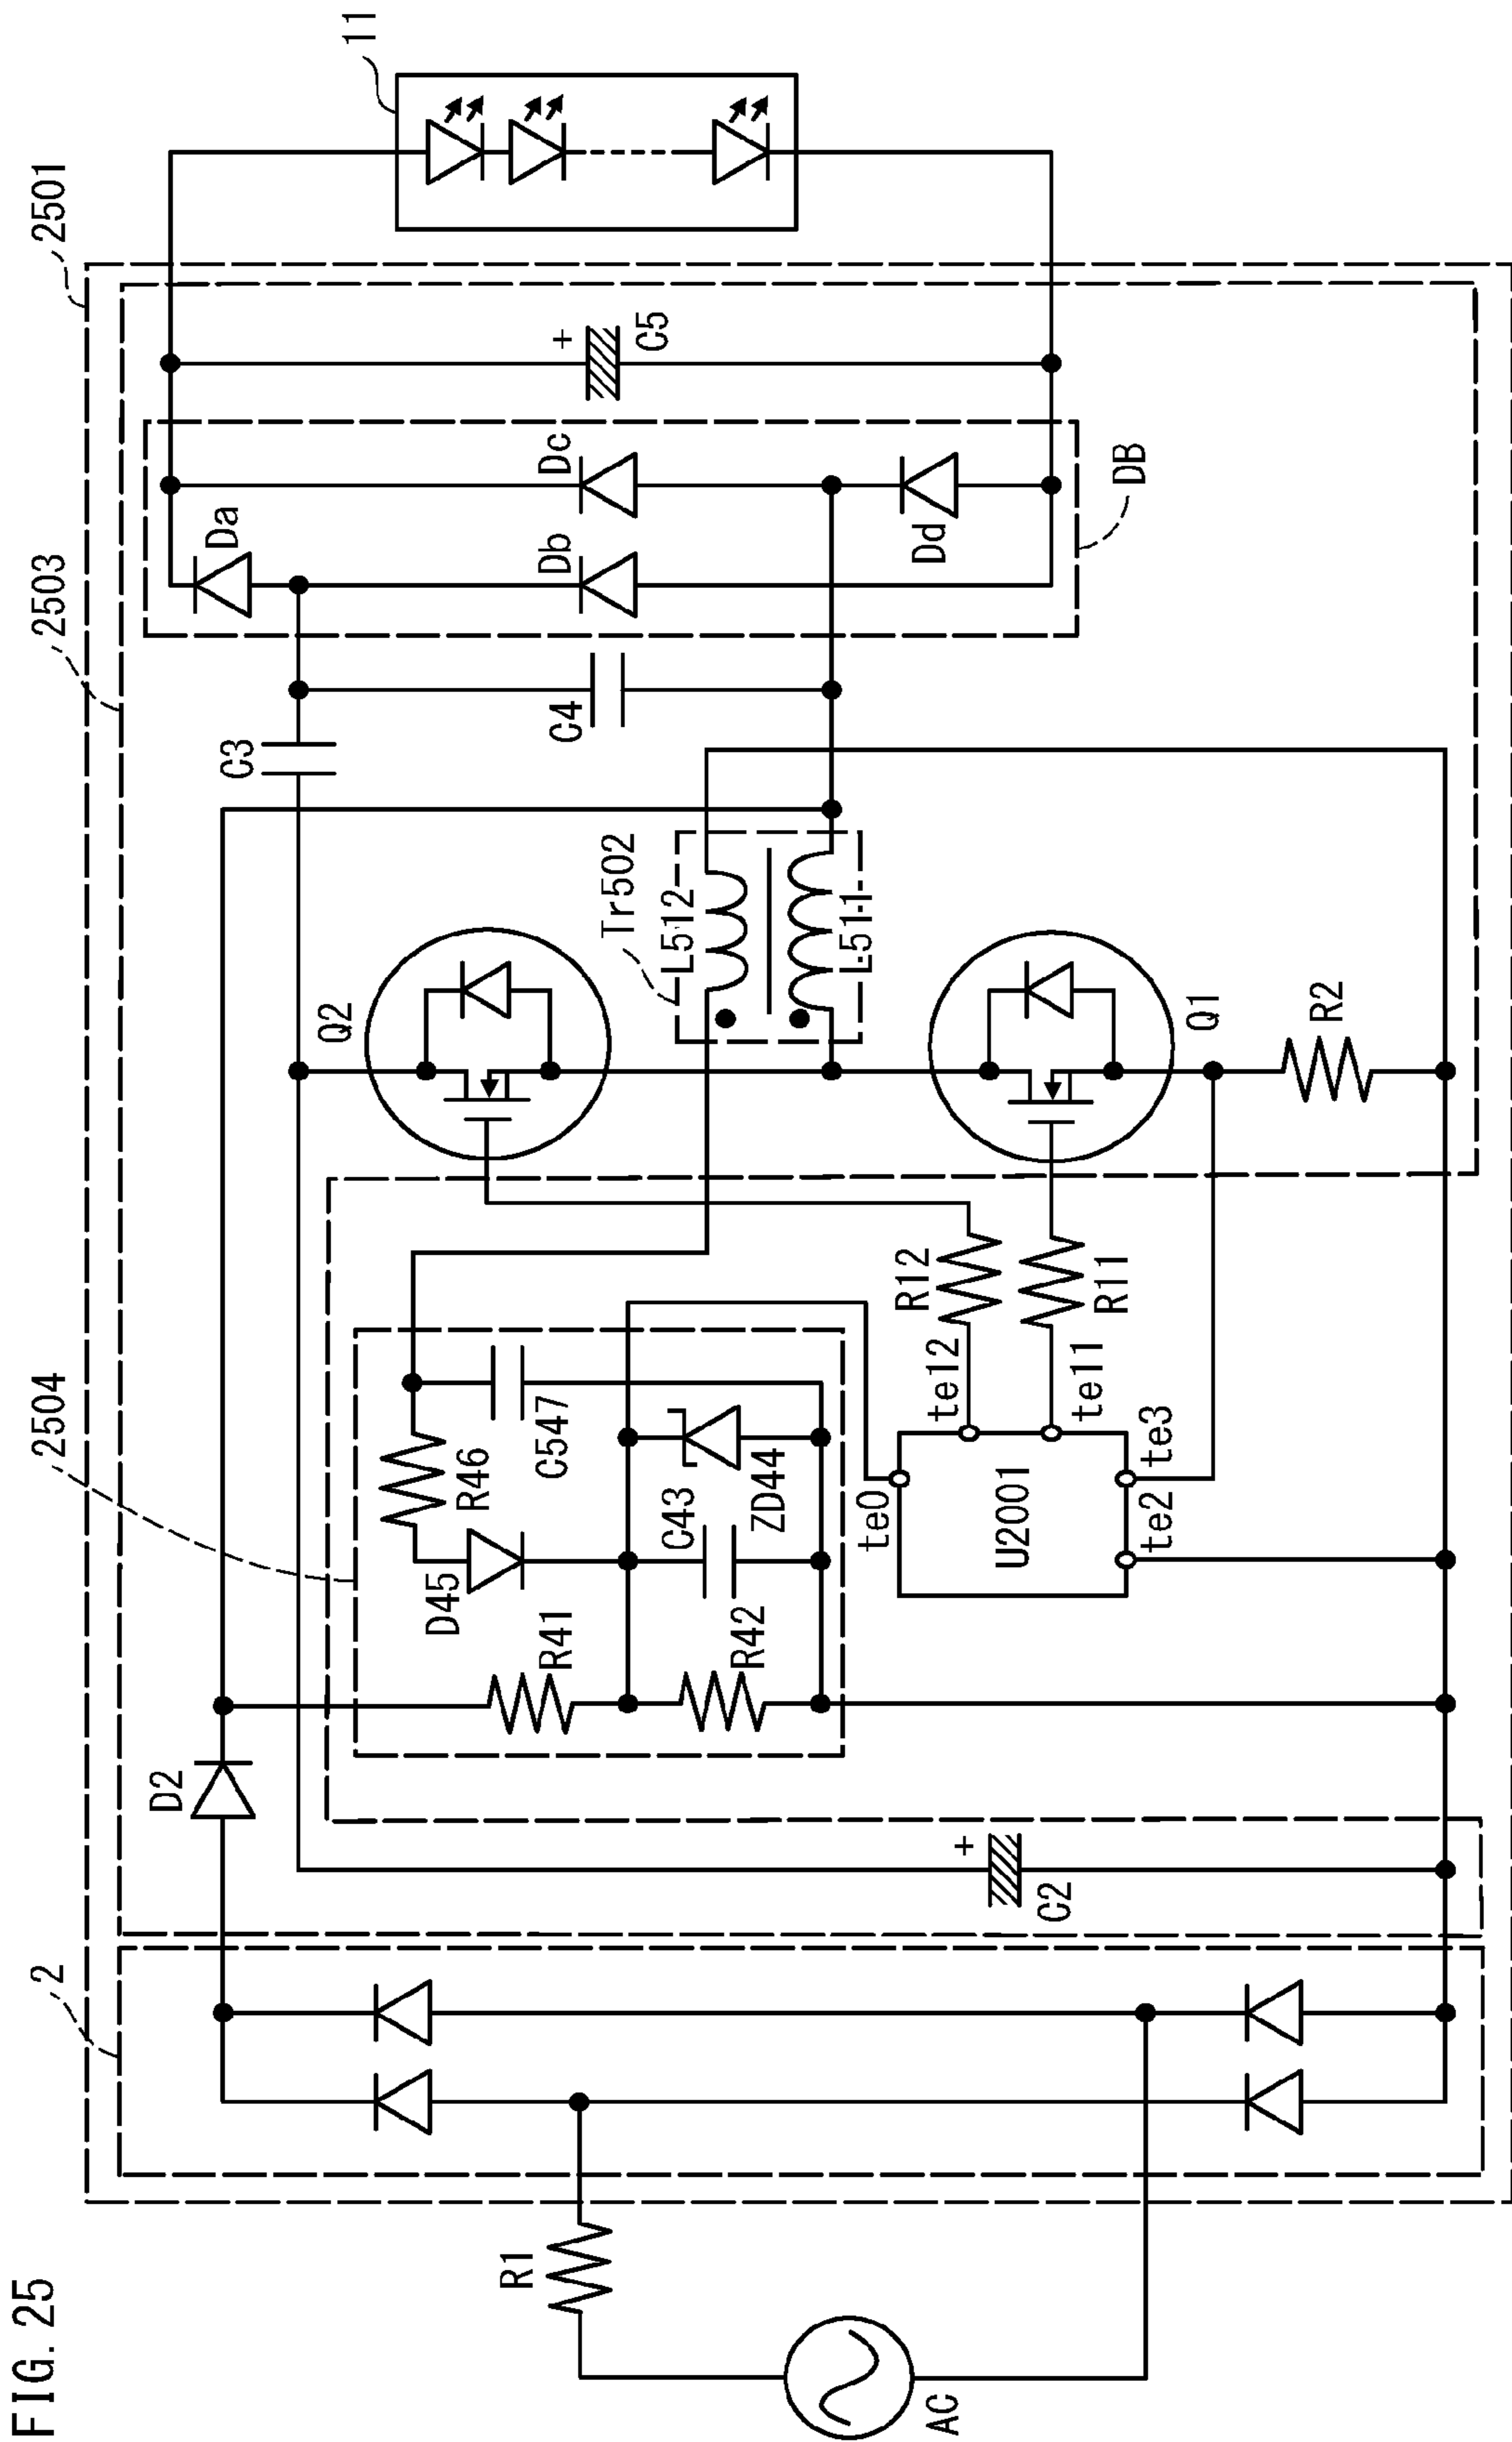 FIG. 25
2501
2503
2504
2
11
D2
C3
Da
Db
Dc
Dd
DB
C4
C5
+
Q2
Tr502
L512
L511
Q1
R2
R46
D45
C547
R41
C43
R42
ZD44
R12
R11
te12
te11
te0
te3
te2
U2001
+
C2
R1
AC